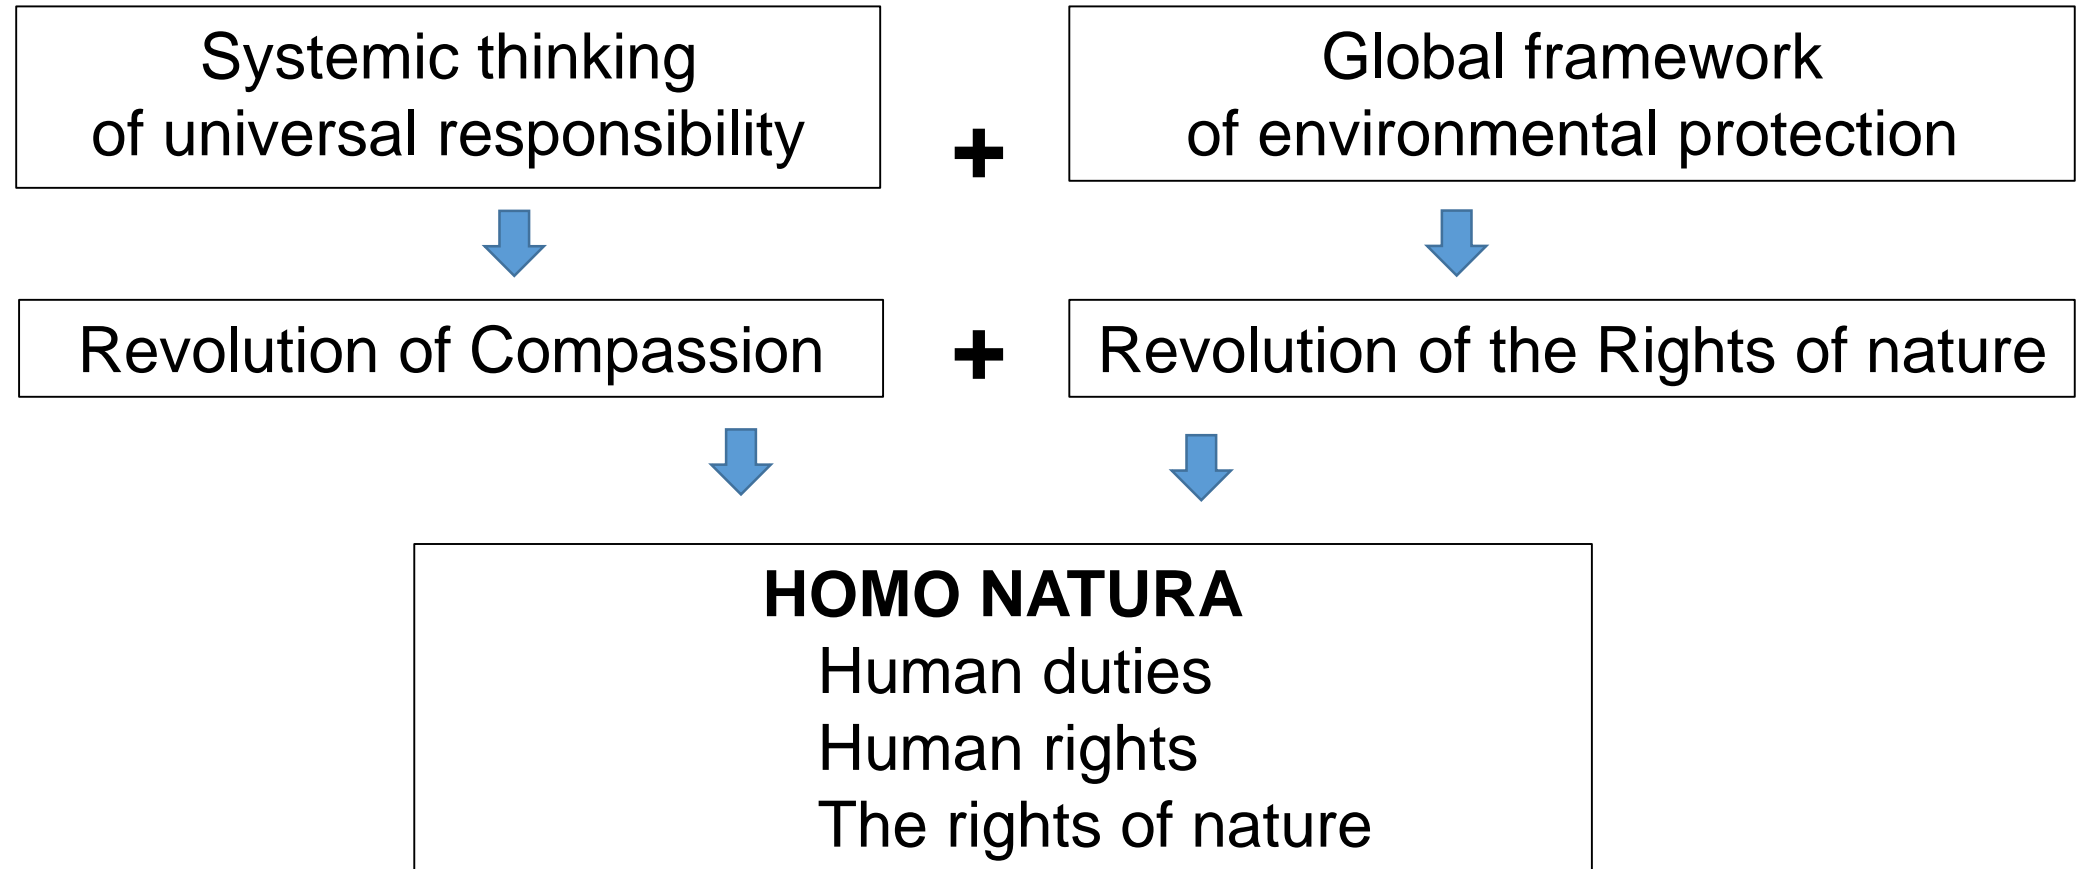 Systemic thinking
of universal responsibility
+
Global framework
of environmental protection
Revolution of Compassion
+
Revolution of the Rights of nature
HOMO NATURA
Human duties
Human rights
The rights of nature